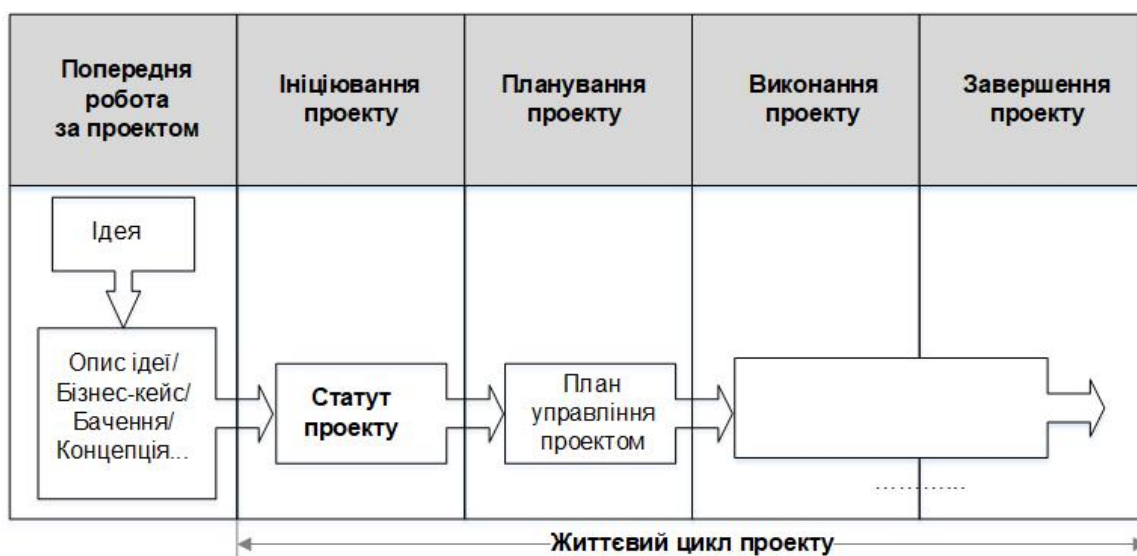 Попередня
робота
за проектом
Ініціювання
проекту
Планування
проекту
Виконання
проекту
Завершення
проекту
Ідея
Опис ідеї/
Бізнес-кейс/
Бачення/
Концепція...
Статут
проекту
План
управління
проектом
............
Життєвий цикл проекту